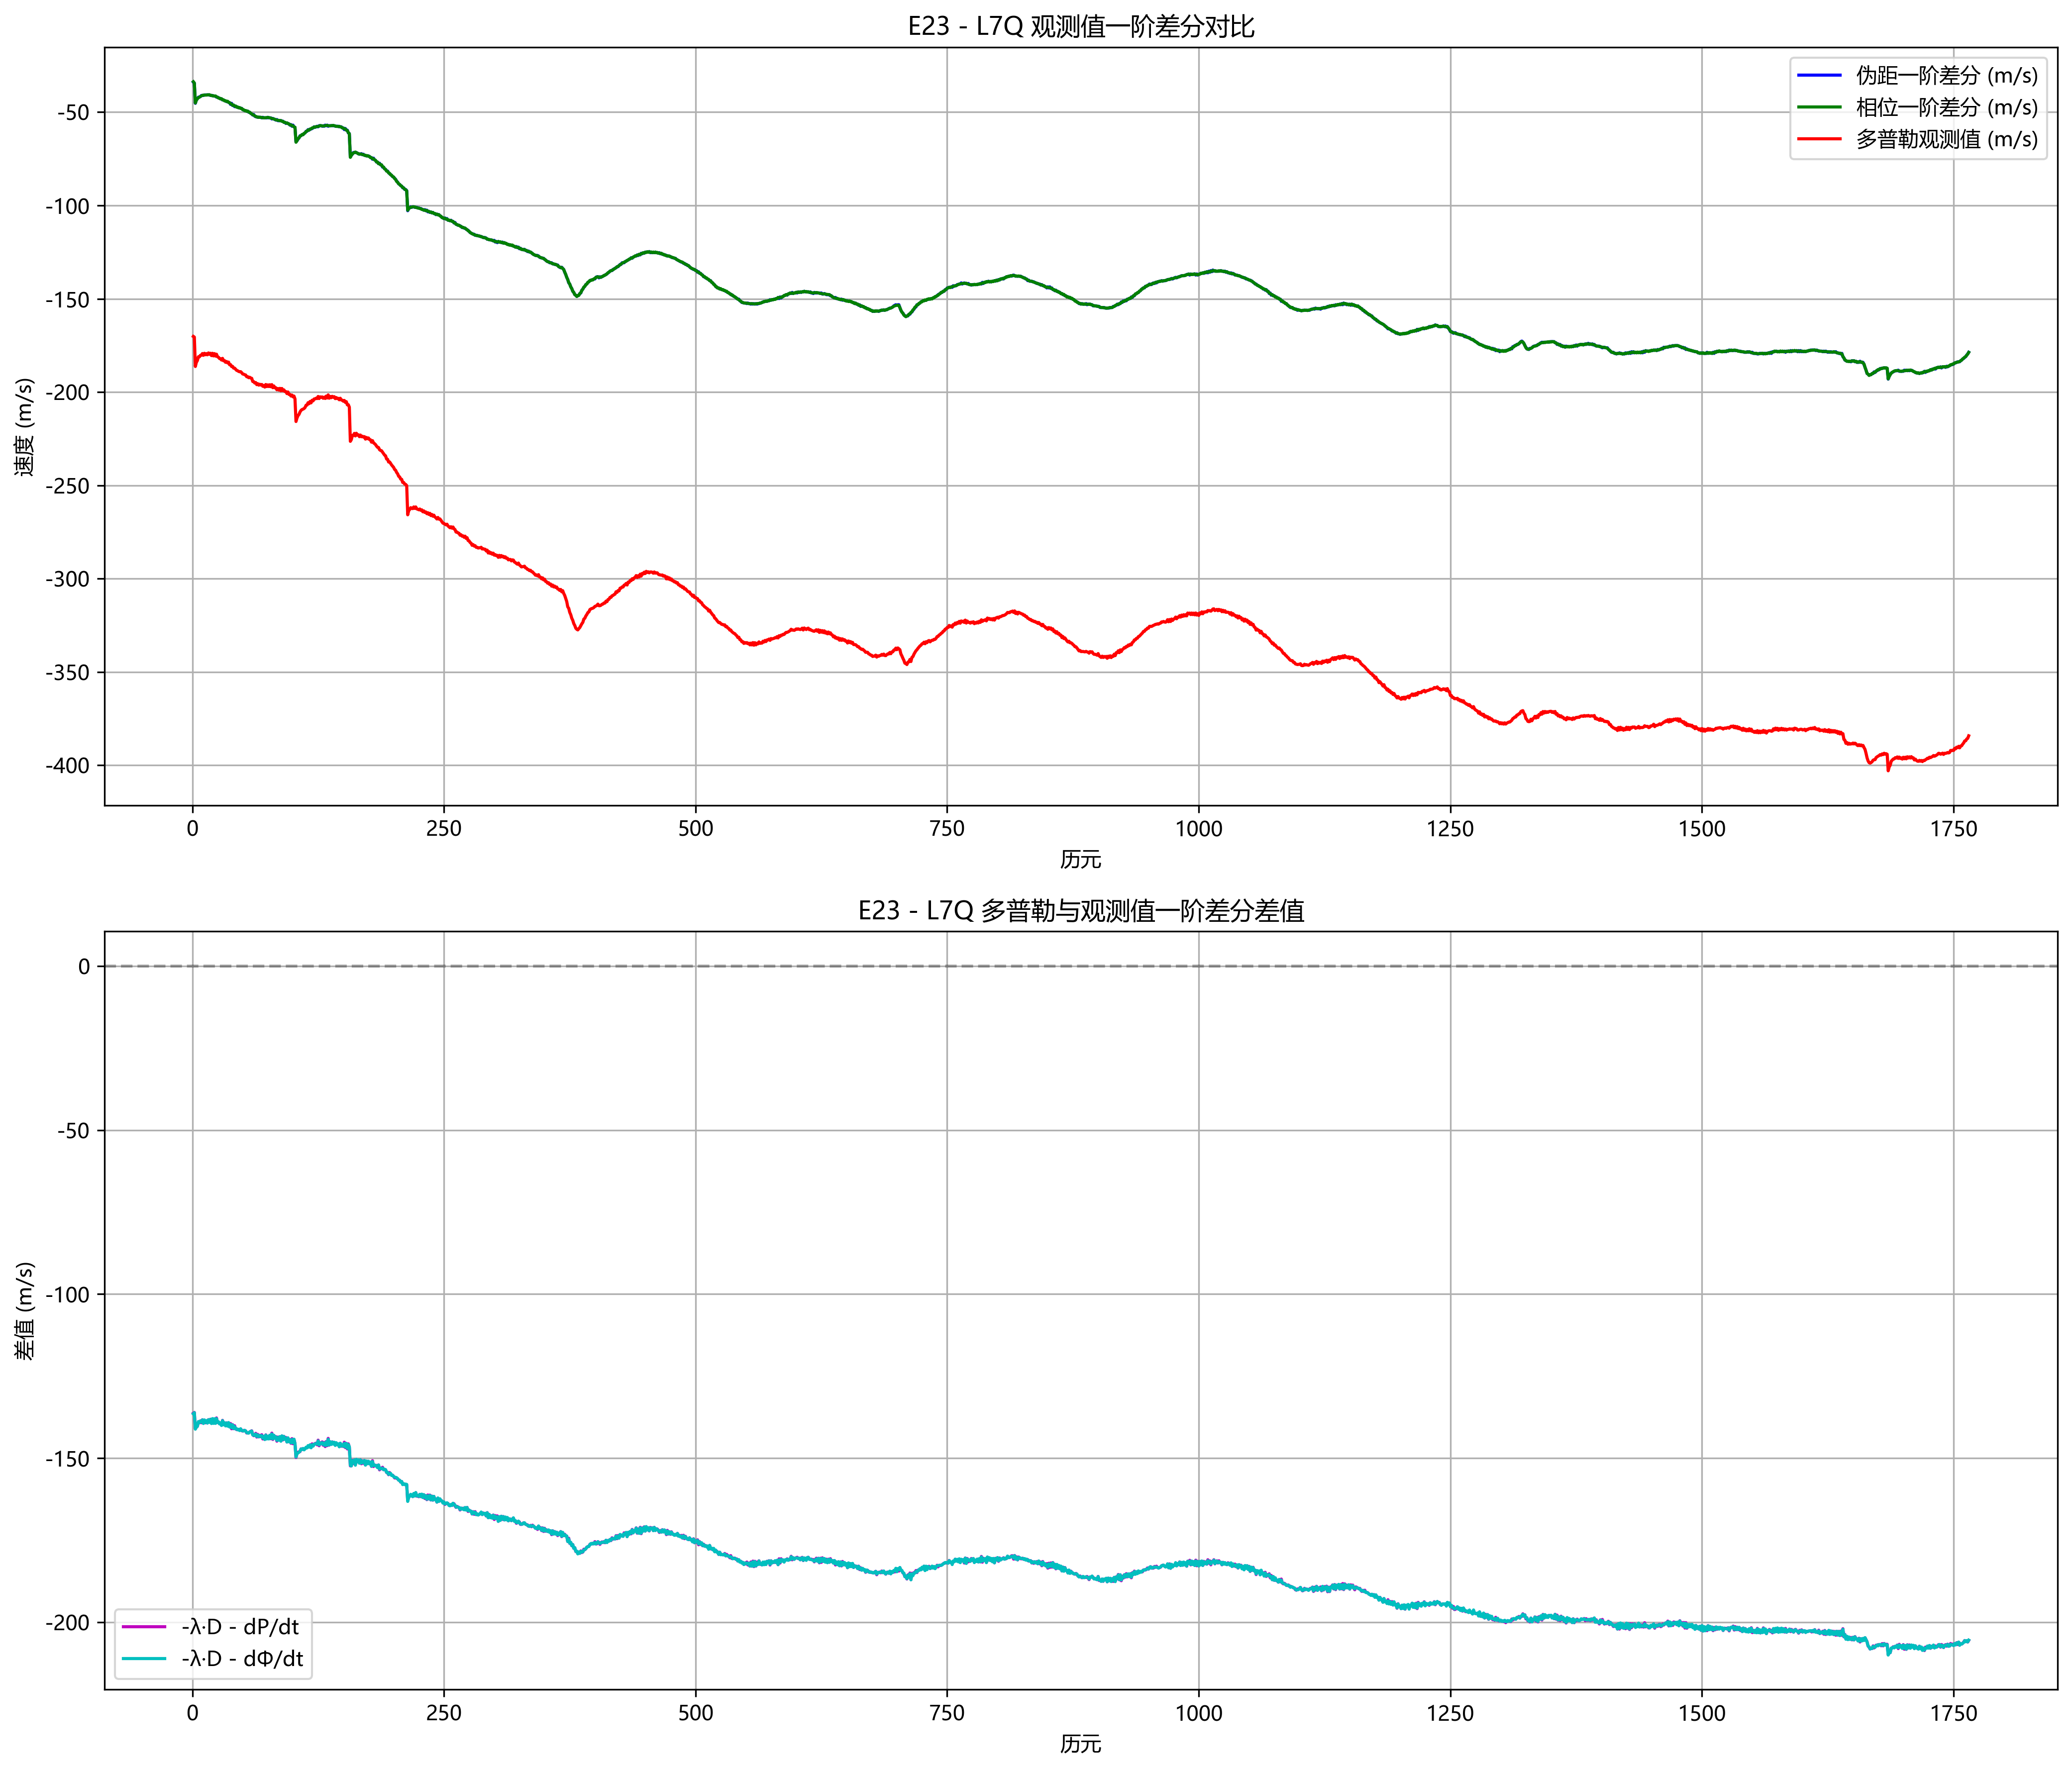 E23 - L7Q 观测值一阶差分对比
伪距一阶差分 (m/s)
相位一阶差分 (m/s)
多普勒观测值 (m/s)
速度 (m/s)
-50
-100
-150
-200
-250
-300
-350
-400
0 250 500 750 1000 1250 1500 1750
历元
E23 - L7Q 多普勒与观测值一阶差分差值
差值 (m/s)
0
-50
-100
-150
-200
-λ·D - dP/dt
-λ·D - dΦ/dt
0 250 500 750 1000 1250 1500 1750
历元